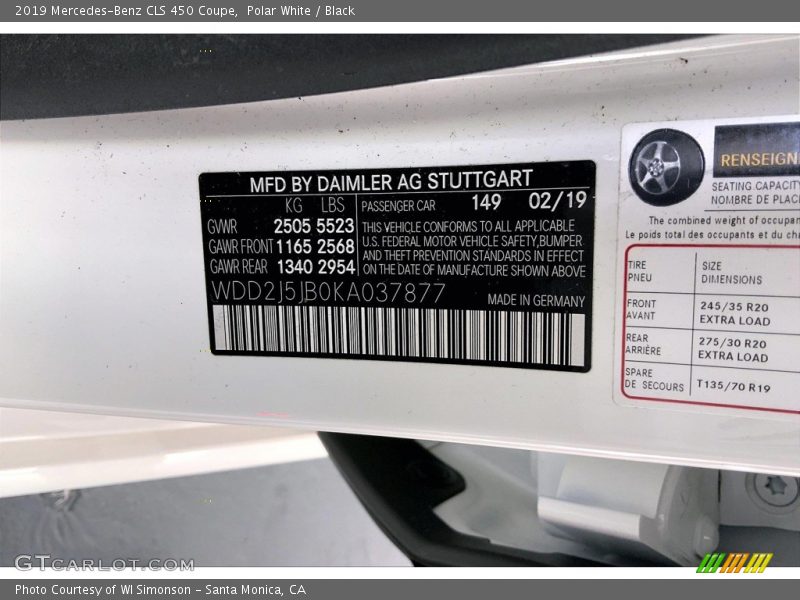 2019 Mercedes-Benz CLS 450 Coupe, Polar White / Black
MFD BY DAIMLER AG STUTTGART
KG LBS
GVWR 2505 5523
GAWR FRONT 1165 2568
GAWR REAR 1340 2954
PASSENGER CAR 149 02/19
THIS VEHICLE CONFORMS TO ALL APPLICABLE
U.S. FEDERAL MOTOR VEHICLE SAFETY, BUMPER
AND THEFT PREVENTION STANDARDS IN EFFECT
ON THE DATE OF MANUFACTURE SHOWN ABOVE
WDD2J5JB0KA037877
MADE IN GERMANY
RENSEIGN
SEATING CAPACITY
NOMBRE DE PLAC
The combined weight of occupan
Le poids total des occupants et du cha
TIRE
PNEU
SIZE
DIMENSIONS
FRONT
AVANT
245/35 R20
EXTRA LOAD
REAR
ARRIÈRE
275/30 R20
EXTRA LOAD
SPARE
DE SECOURS
T135/70 R19
GTCARLOT.COM
Photo Courtesy of WI Simonson - Santa Monica, CA